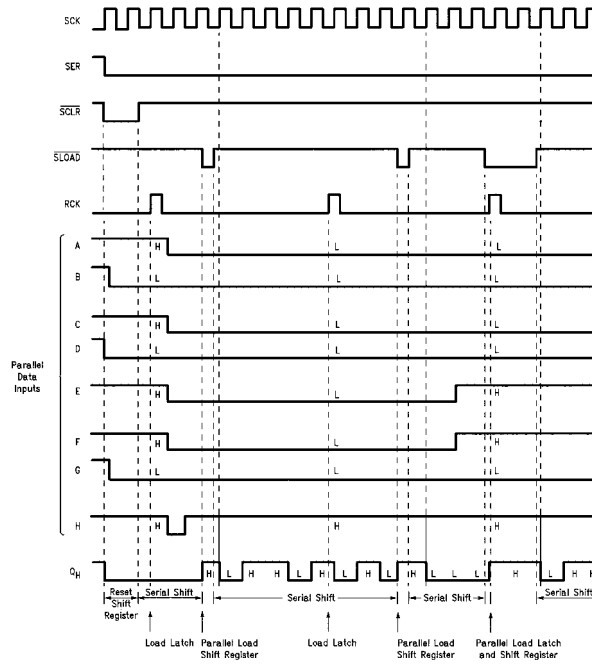 SCK
SER
SCLR
SLOAD
RCK
A H L L
B L L L
C H L L
D L L L
Parallel
Data
Inputs
E H L H
F H L H
G L L L
H H H H
QH H L H H L H L H L H L L L H H L H H
Reset
Shift
Register
Serial Shift
Serial Shift
Serial Shift
Serial Shift
Load Latch
Parallel Load
Shift Register
Load Latch
Parallel Load
Shift Register
Parallel Load Latch
and Shift Register